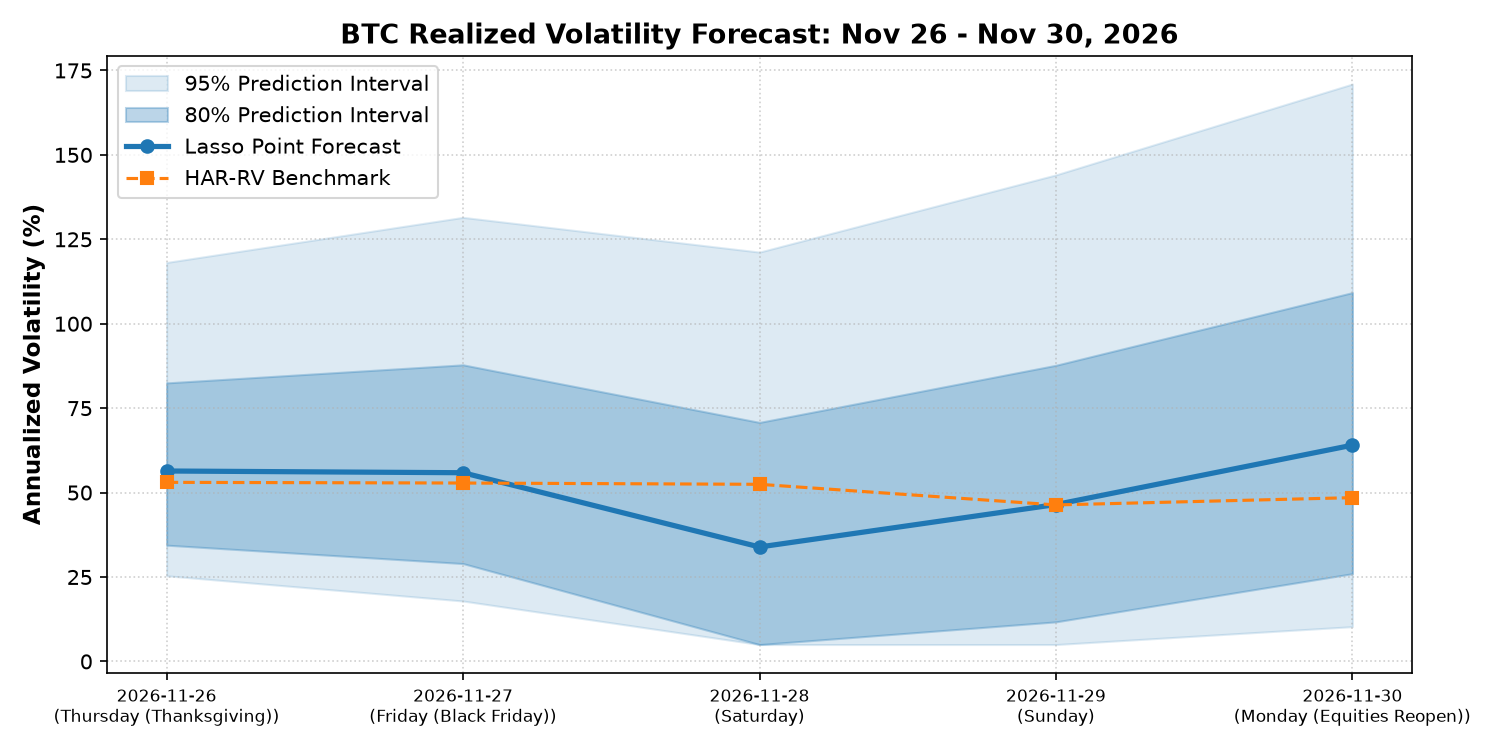 BTC Realized Volatility Forecast: Nov 26 - Nov 30, 2026
95% Prediction Interval
80% Prediction Interval
Lasso Point Forecast
HAR-RV Benchmark
Annualized Volatility (%)
175
150
125
100
75
50
25
0
2026-11-26
(Thursday (Thanksgiving))
2026-11-27
(Friday (Black Friday))
2026-11-28
(Saturday)
2026-11-29
(Sunday)
2026-11-30
(Monday (Equities Reopen))